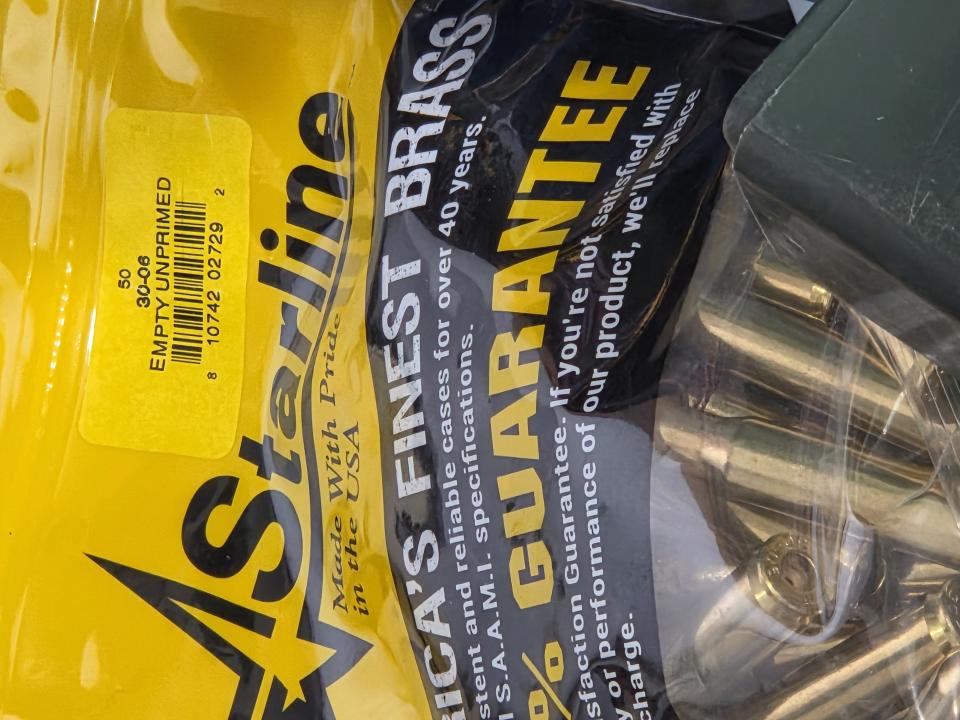 50
30-06
EMPTY UNPRIMED
8 10742 02729 2
Starline
Made With Pride
in the USA
RICA'S FINEST BRASS
stent and reliable cases for over 40 years.
l S.A.A.M.I. specifications.
% GUARANTEE
sfaction Guarantee. If you're not satisfied with
y or performance of our product, we'll replace
charge.